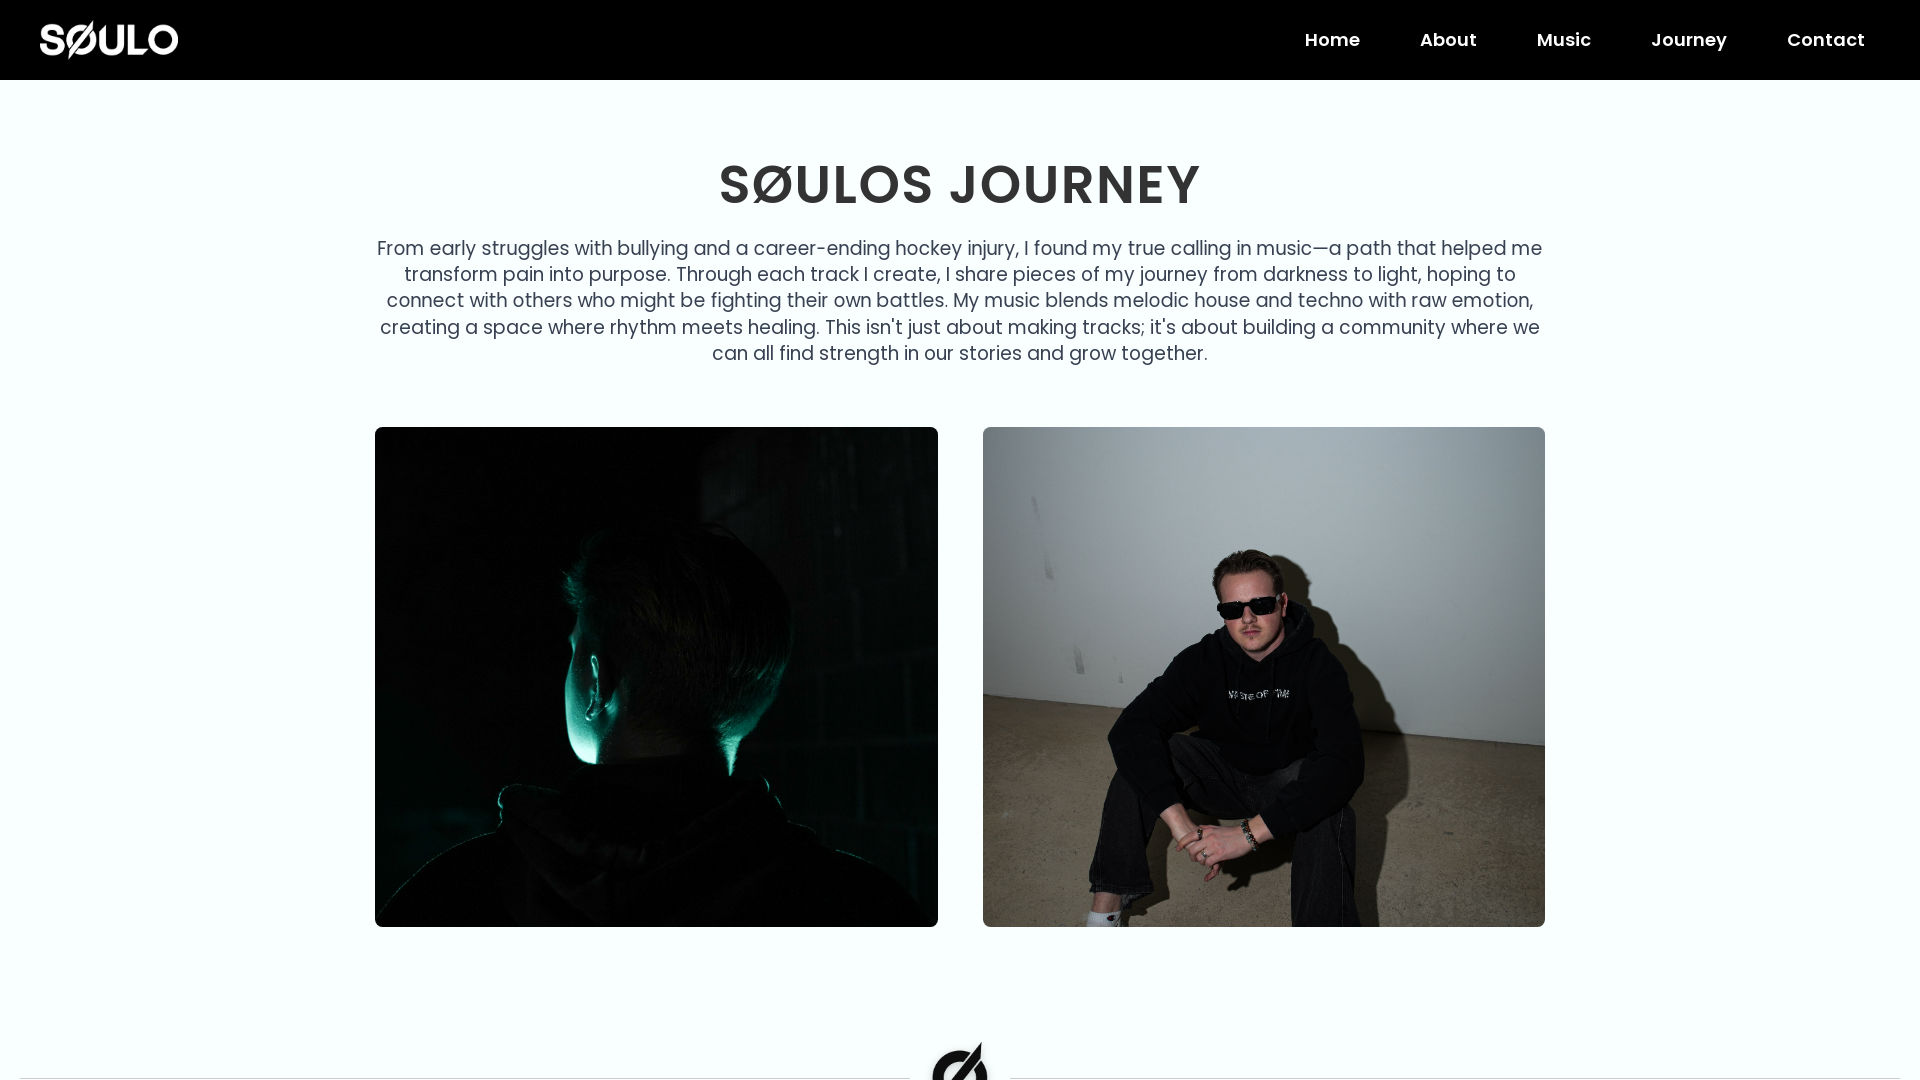 SØULO
Home
About
Music
Journey
Contact
SØULOS JOURNEY
From early struggles with bullying and a career-ending hockey injury, I found my true calling in music—a path that helped me
transform pain into purpose. Through each track I create, I share pieces of my journey from darkness to light, hoping to
connect with others who might be fighting their own battles. My music blends melodic house and techno with raw emotion,
creating a space where rhythm meets healing. This isn't just about making tracks; it's about building a community where we
can all find strength in our stories and grow together.